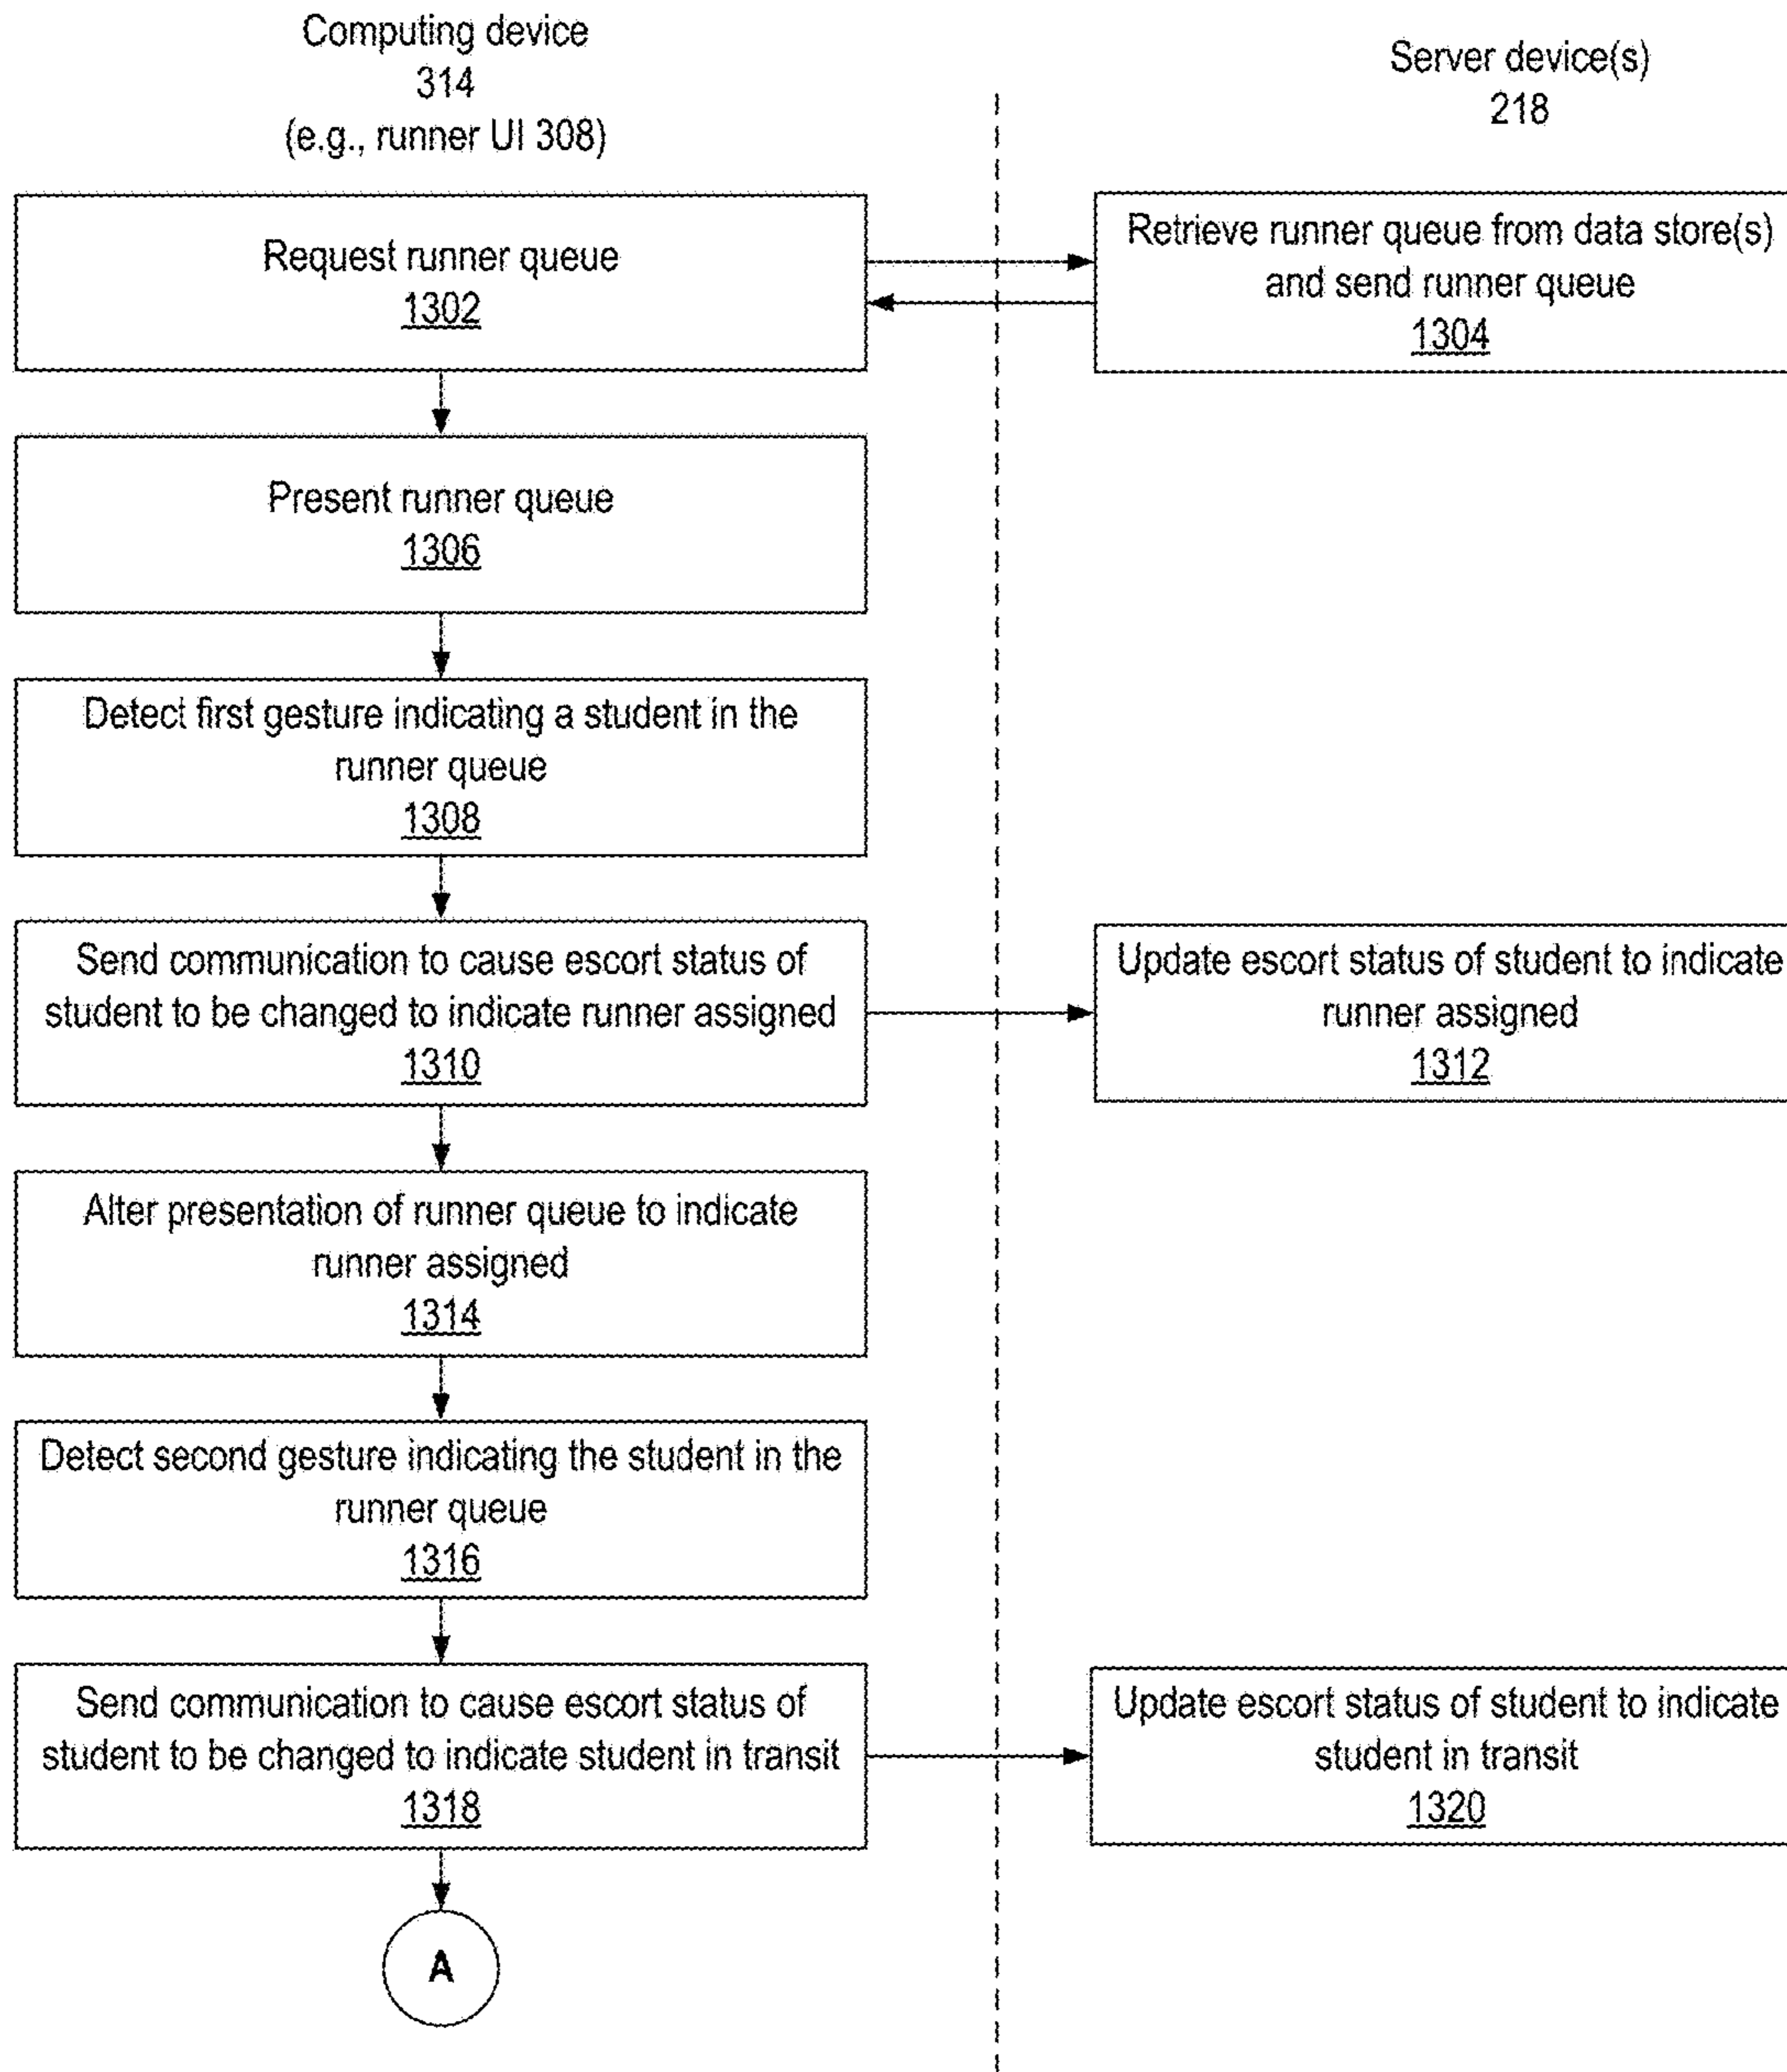 Computing device
314
(e.g., runner UI 308)
Server device(s)
218
Request runner queue
1302
Retrieve runner queue from data store(s)
and send runner queue
1304
Present runner queue
1306
Detect first gesture indicating a student in the
runner queue
1308
Send communication to cause escort status of
student to be changed to indicate runner assigned
1310
Update escort status of student to indicate
runner assigned
1312
Alter presentation of runner queue to indicate
runner assigned
1314
Detect second gesture indicating the student in the
runner queue
1316
Send communication to cause escort status of
student to be changed to indicate student in transit
1318
Update escort status of student to indicate
student in transit
1320
A